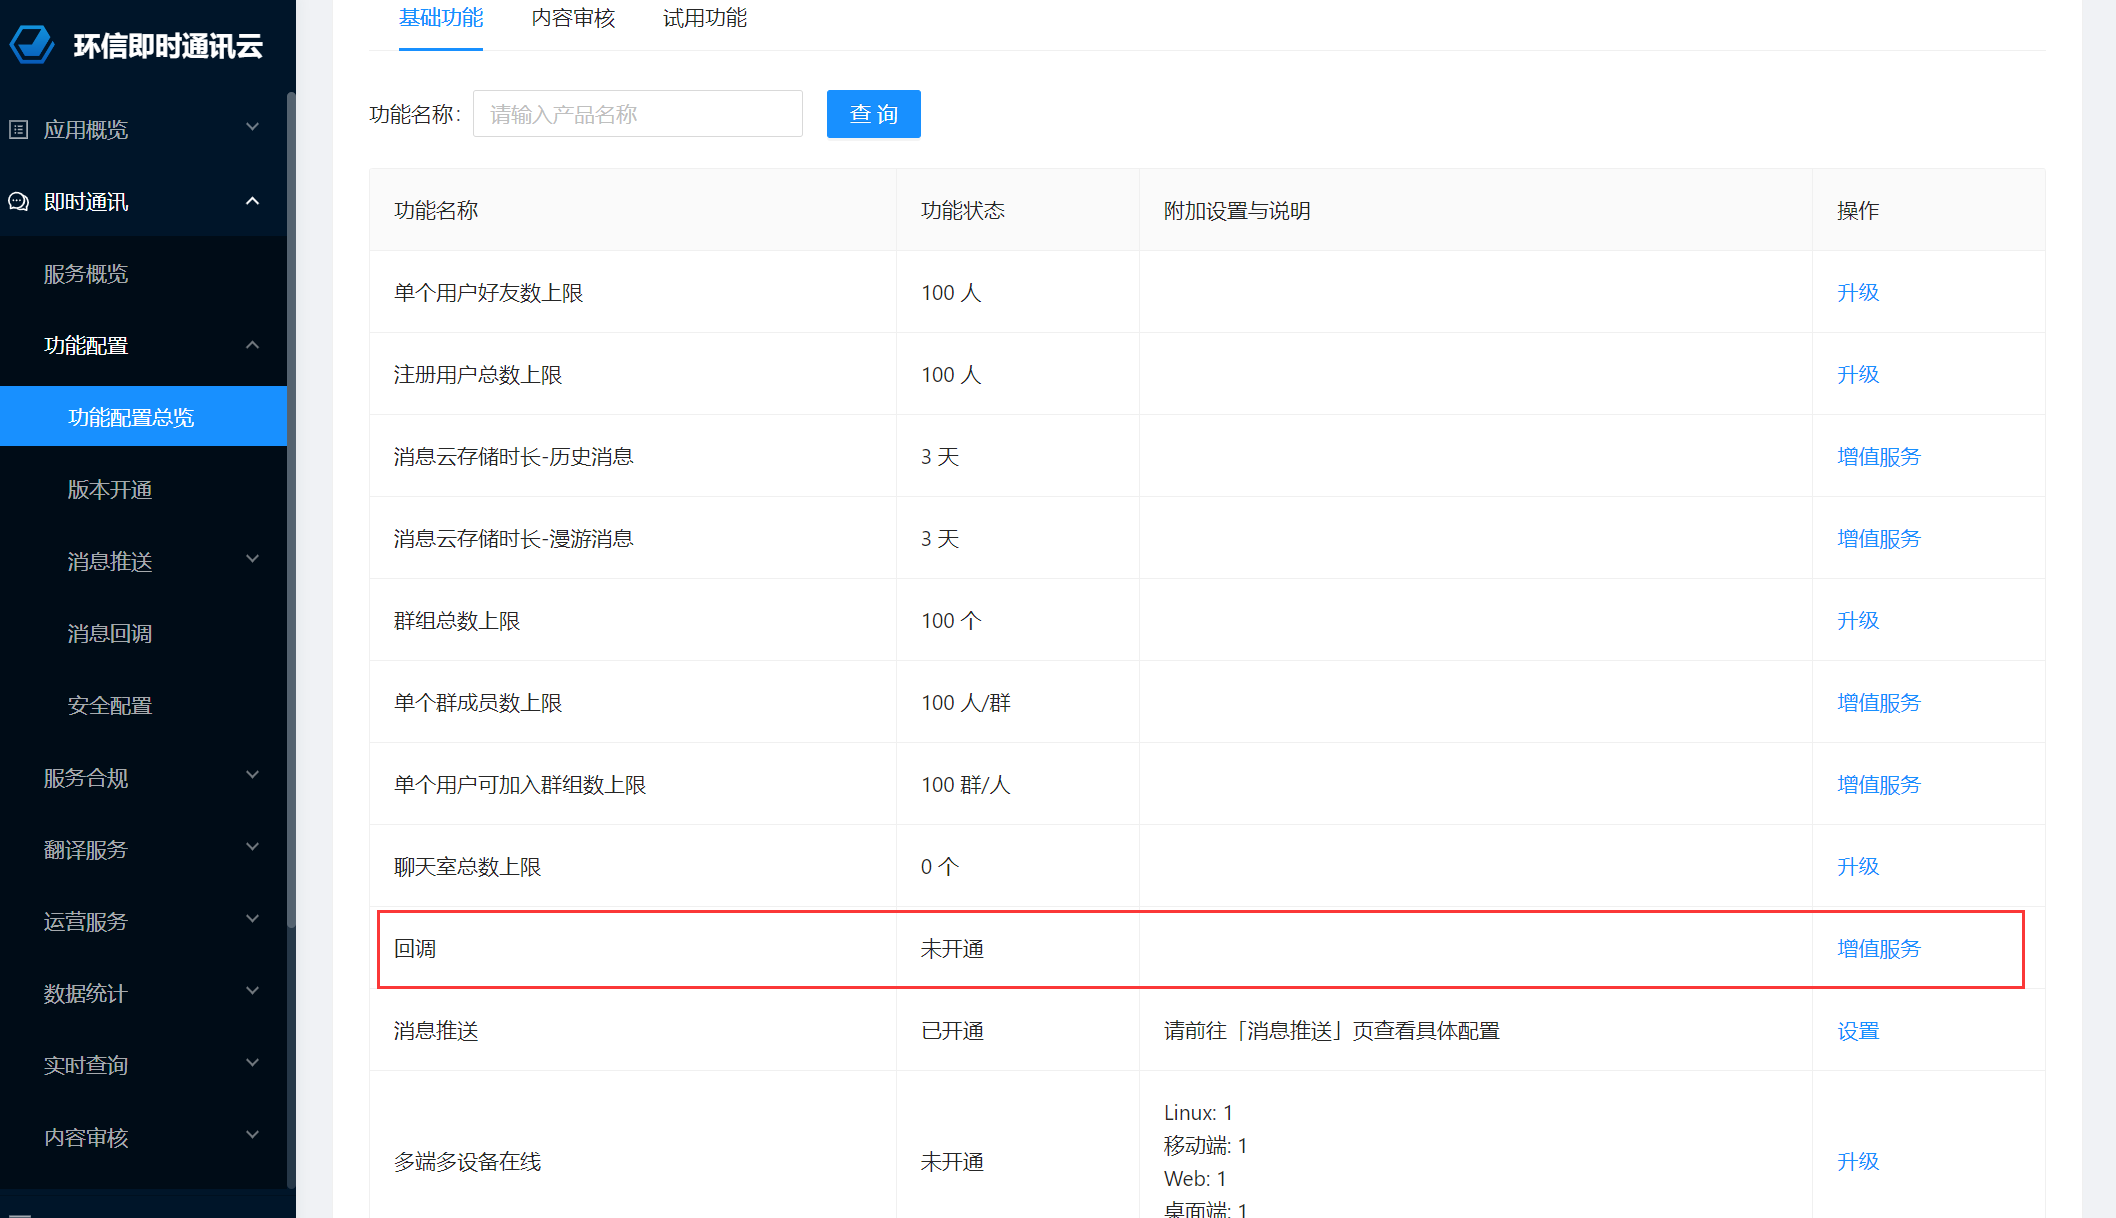 环信即时通讯云
应用概览
即时通讯
服务概览
功能配置
功能配置总览
版本开通
消息推送
消息回调
安全配置
服务合规
翻译服务
运营服务
数据统计
实时查询
内容审核
基础功能 内容审核 试用功能
功能名称: 请输入产品名称 查 询
功能名称 功能状态 附加设置与说明 操作
单个用户好友数上限 100 人 升级
注册用户总数上限 100 人 升级
消息云存储时长-历史消息 3 天 增值服务
消息云存储时长-漫游消息 3 天 增值服务
群组总数上限 100 个 升级
单个群成员数上限 100 人/群 增值服务
单个用户可加入群组数上限 100 群/人 增值服务
聊天室总数上限 0 个 升级
回调 未开通 增值服务
消息推送 已开通 请前往「消息推送」页查看具体配置 设置
多端多设备在线 未开通 Linux: 1
移动端: 1
Web: 1
桌面端: 1
升级